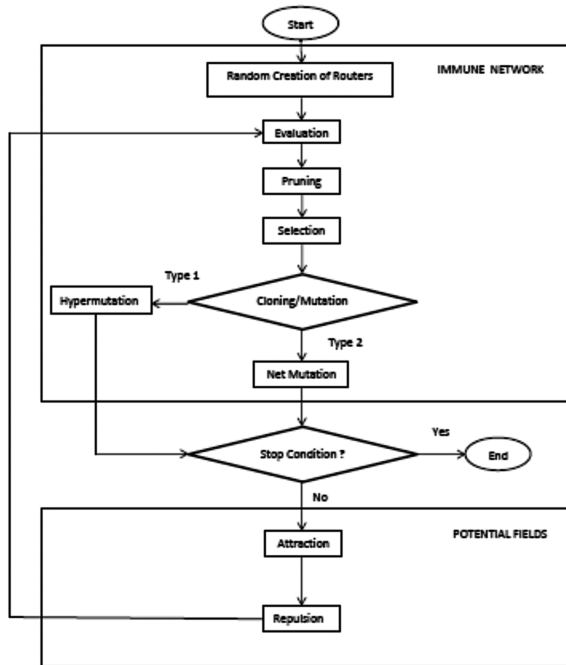 Start
IMMUNE NETWORK
Random Creation of Routers
Evaluation
Pruning
Selection
Type 1
Hypermutation
Cloning/Mutation
Type 2
Net Mutation
Yes
Stop Condition ?
End
No
POTENTIAL FIELDS
Attraction
Repulsion